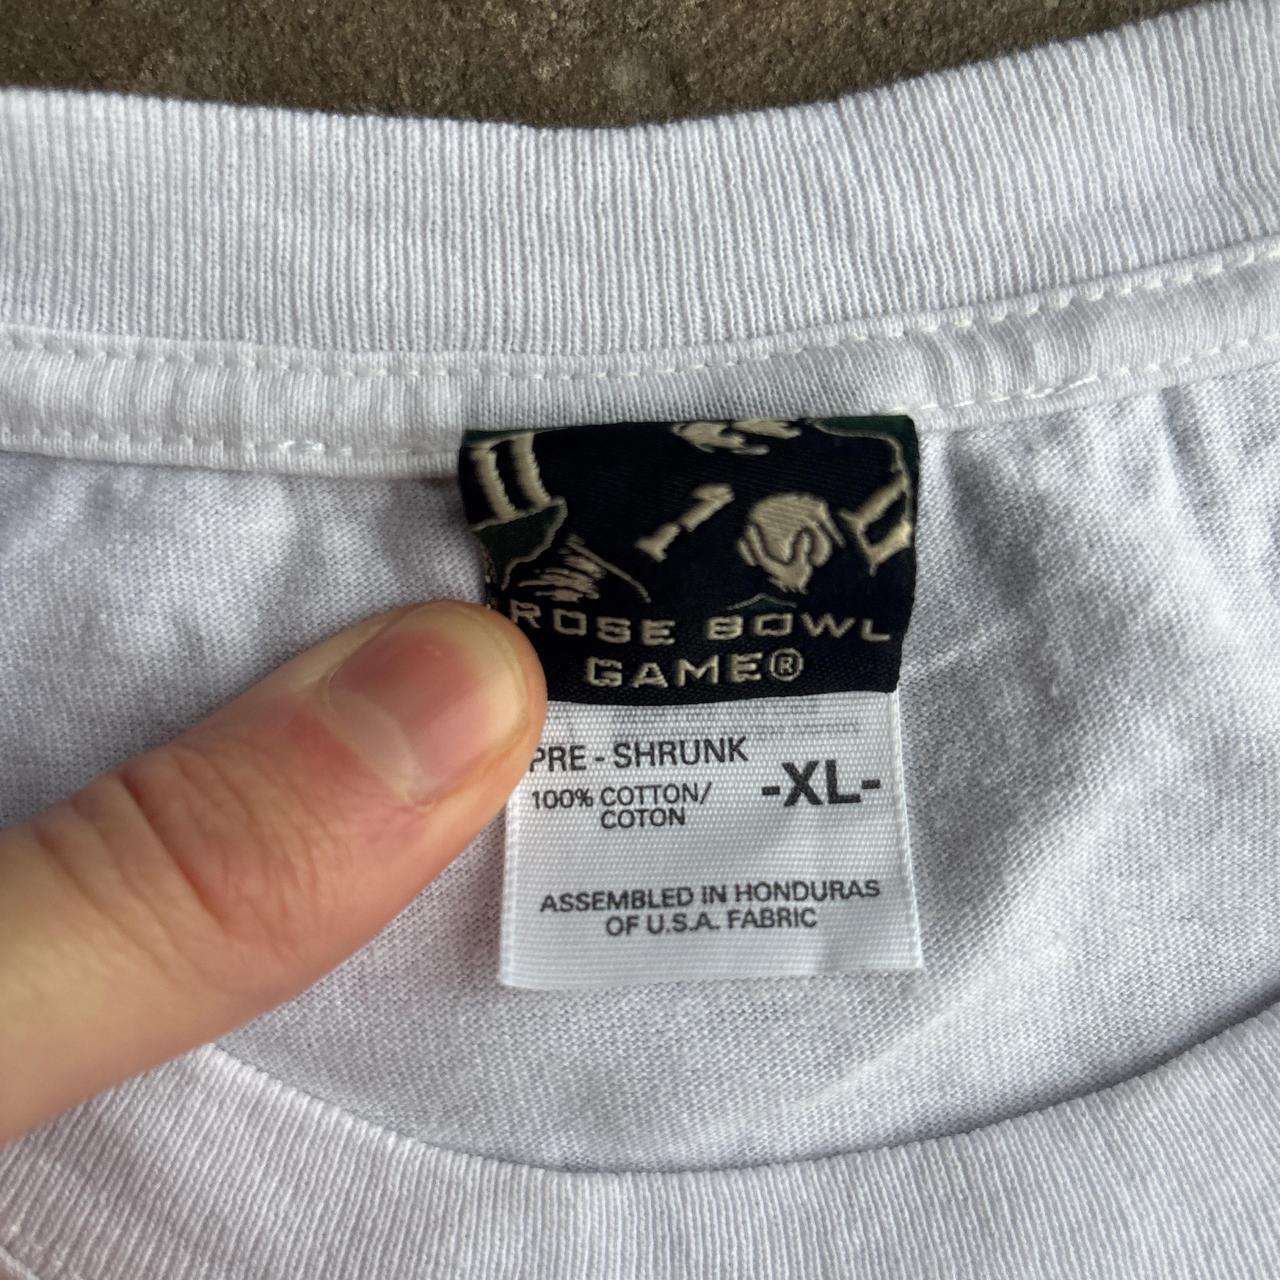 ROSE BOWL
GAME®
PRE - SHRUNK
-XL-
100% COTTON/
COTON
ASSEMBLED IN HONDURAS
OF U.S.A. FABRIC